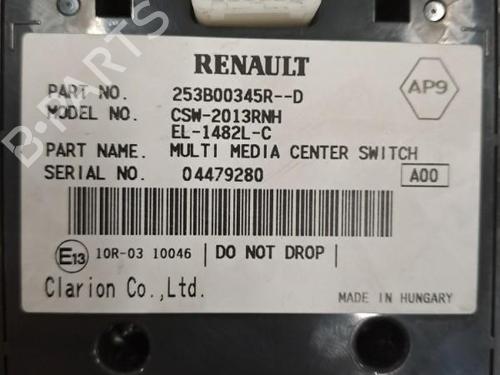 RENAULT
AP9
PART NO. 253B00345R--D
MODEL NO. CSW-2013RNH
EL-1482L-C
PART NAME. MULTI MEDIA CENTER SWITCH
SERIAL NO. 04479280 A00
E13 10R-03 10046 DO NOT DROP
Clarion Co.,Ltd.
MADE IN HUNGARY
B-PARTS